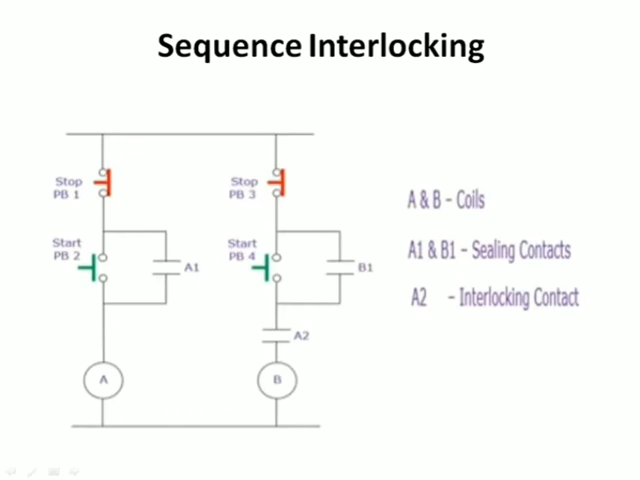 Sequence Interlocking
Stop
PB 1
Stop
PB 3
A & B - Coils
Start
PB 2
A1
Start
PB 4
B1
A1 & B1 - Sealing Contacts
A2 - Interlocking Contact
A2
A
B